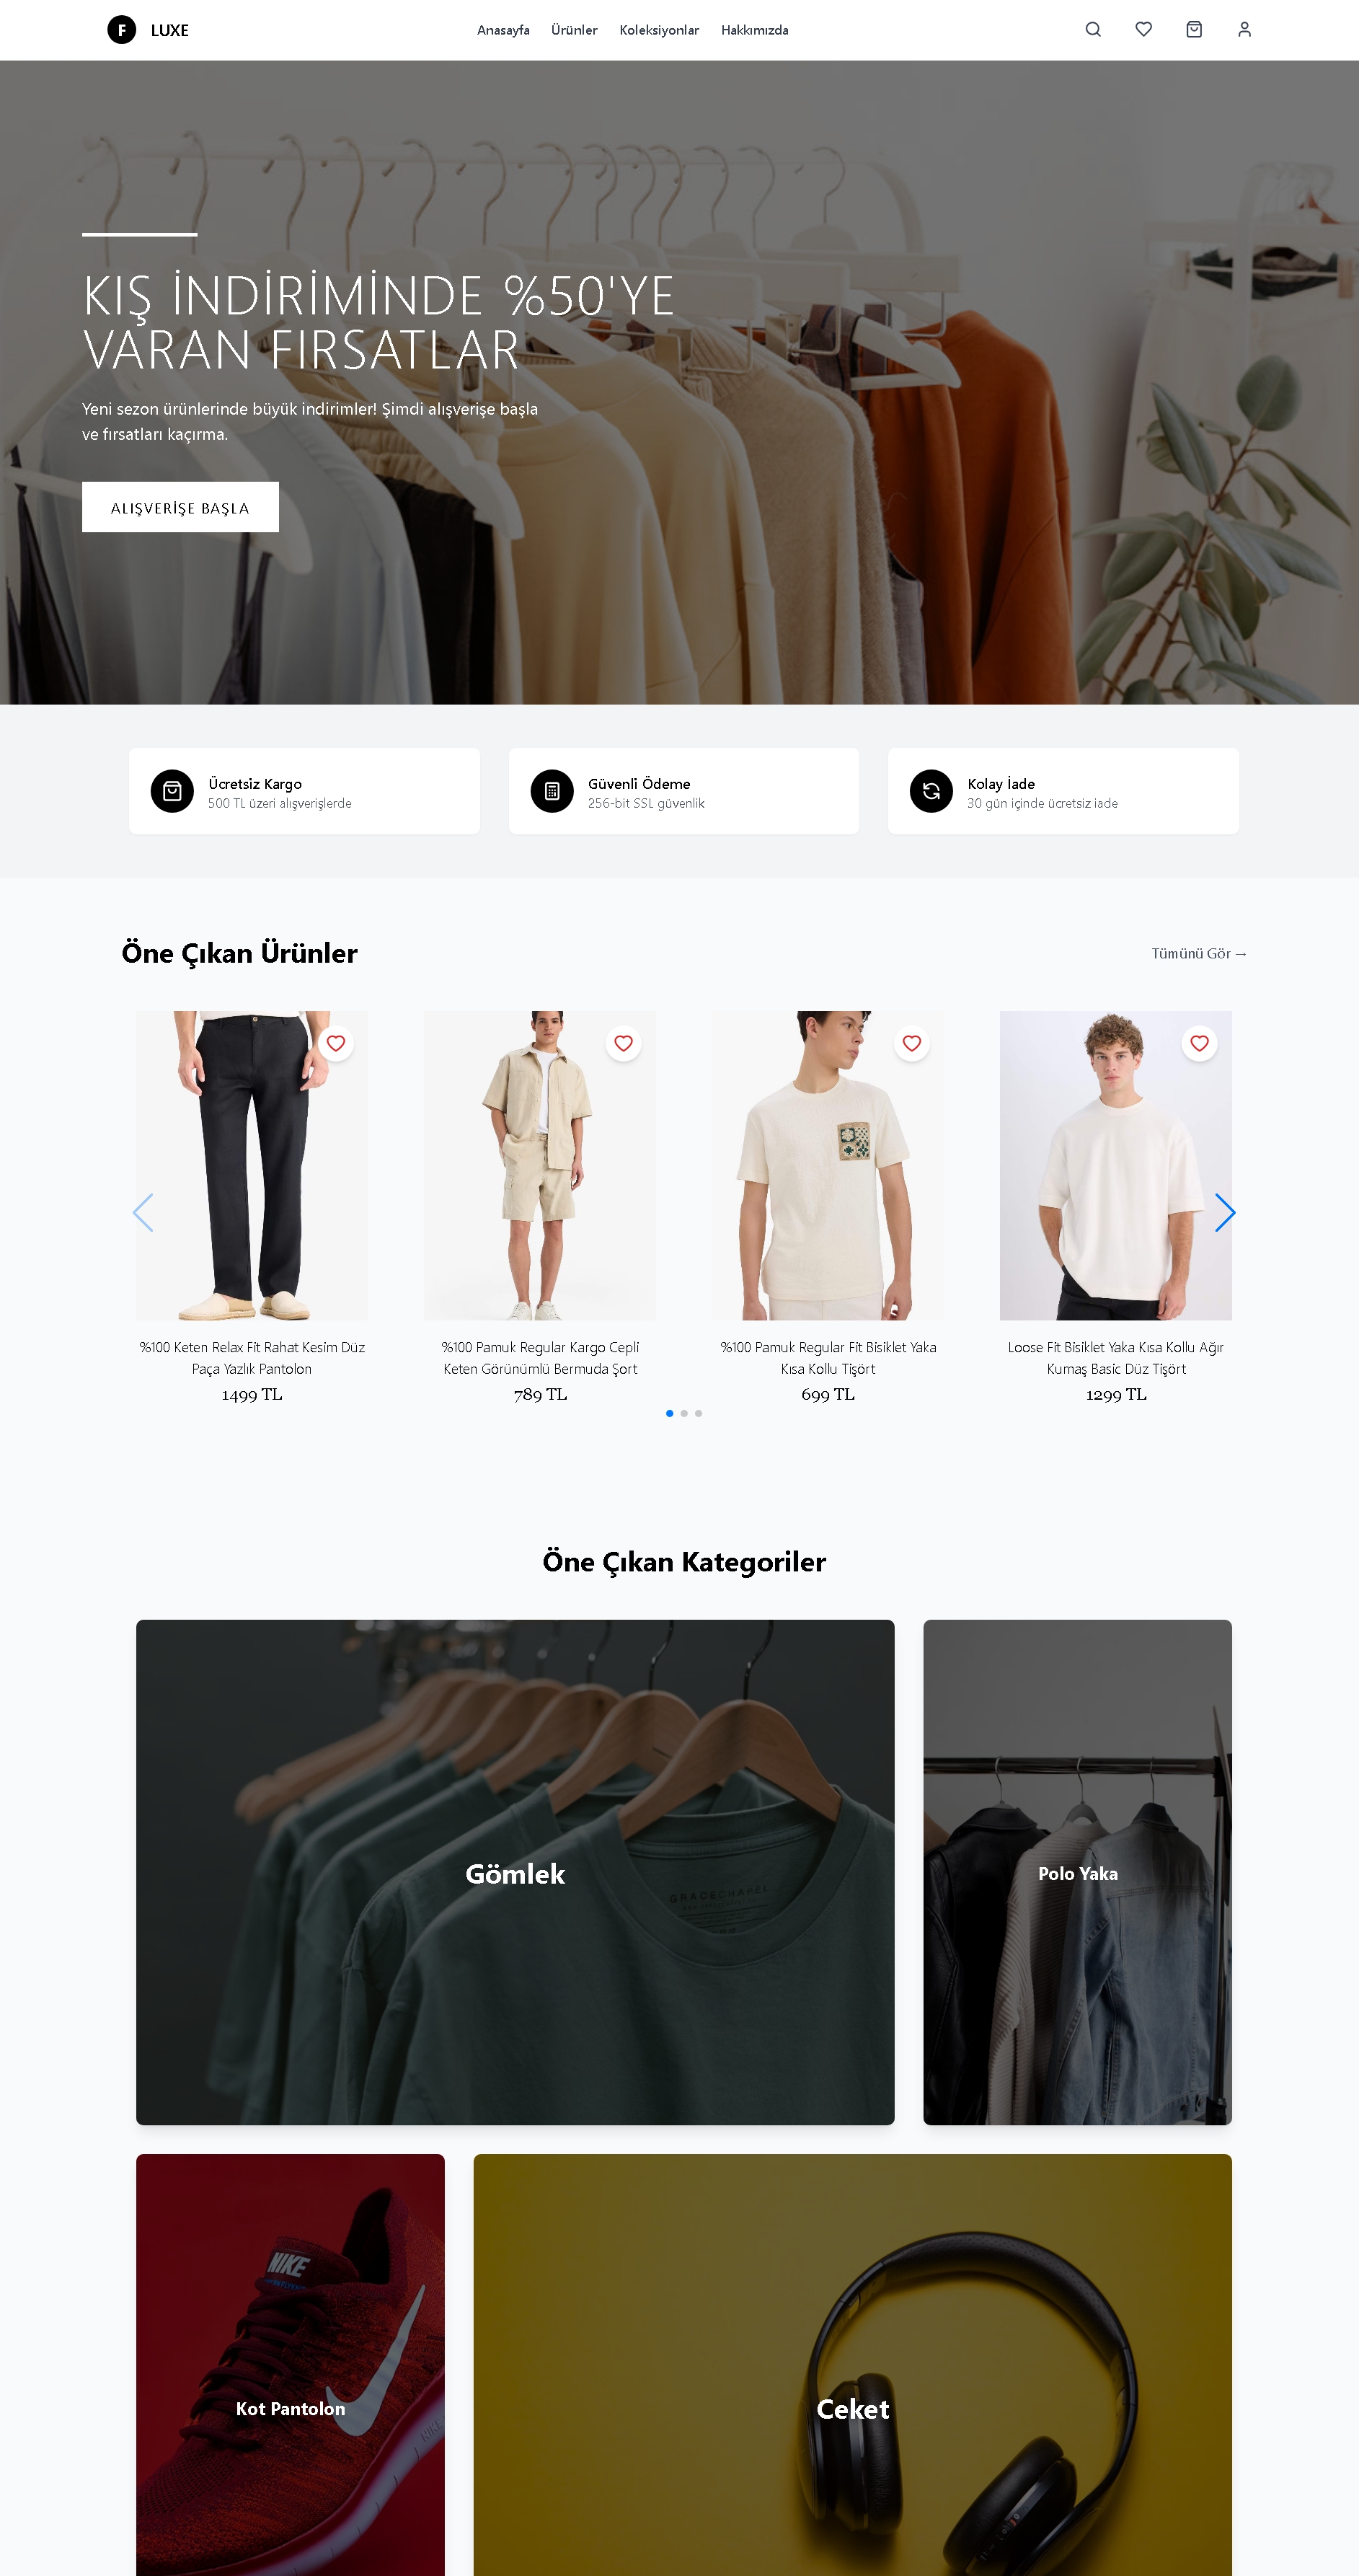 F LUXE
Anasayfa Ürünler Koleksiyonlar Hakkımızda
KIŞ İNDİRİMİNDE %50'YE
VARAN FIRSATLAR
Yeni sezon ürünlerinde büyük indirimler! Şimdi alışverişe başla
ve fırsatları kaçırma.
ALIŞVERİŞE BAŞLA
Ücretsiz Kargo
500 TL üzeri alışverişlerde
Güvenli Ödeme
256-bit SSL güvenlik
Kolay İade
30 gün içinde ücretsiz iade
Öne Çıkan Ürünler
Tümünü Gör →
%100 Keten Relax Fit Rahat Kesim Düz
Paça Yazlık Pantolon
1499 TL
%100 Pamuk Regular Kargo Cepli
Keten Görünümlü Bermuda Şort
789 TL
%100 Pamuk Regular Fit Bisiklet Yaka
Kısa Kollu Tişört
699 TL
Loose Fit Bisiklet Yaka Kısa Kollu Ağır
Kumaş Basic Düz Tişört
1299 TL
Öne Çıkan Kategoriler
GRACECHAPEL
Gömlek
Polo Yaka
NIKE
Kot Pantolon
Ceket